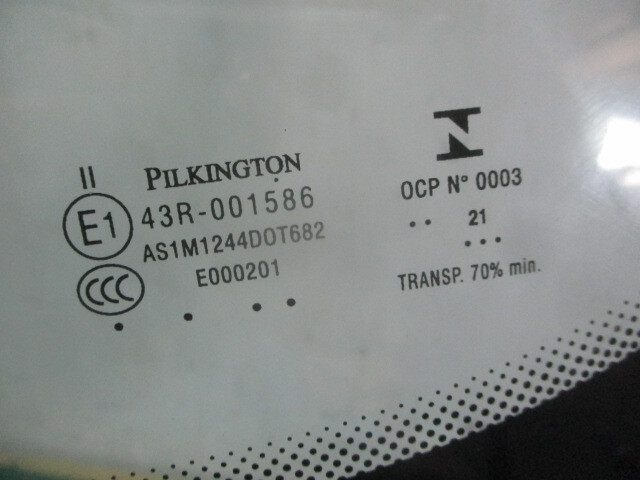 II
PILKINGTON
E1
43R-001586
AS1M1244DOT682
CCC
E000201
N
OCP Nº 0003
.. 21
...
TRANSP. 70% min.